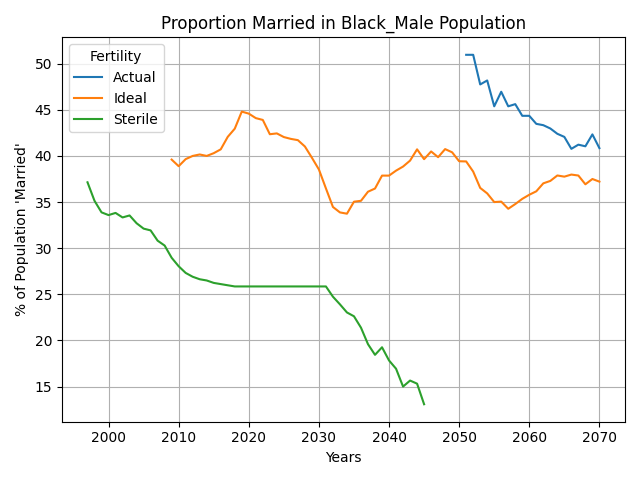 Proportion Married in Black_Male Population
% of Population 'Married'
Fertility
Actual
Ideal
Sterile
50
45
40
35
30
25
20
15
2000 2010 2020 2030 2040 2050 2060 2070
Years